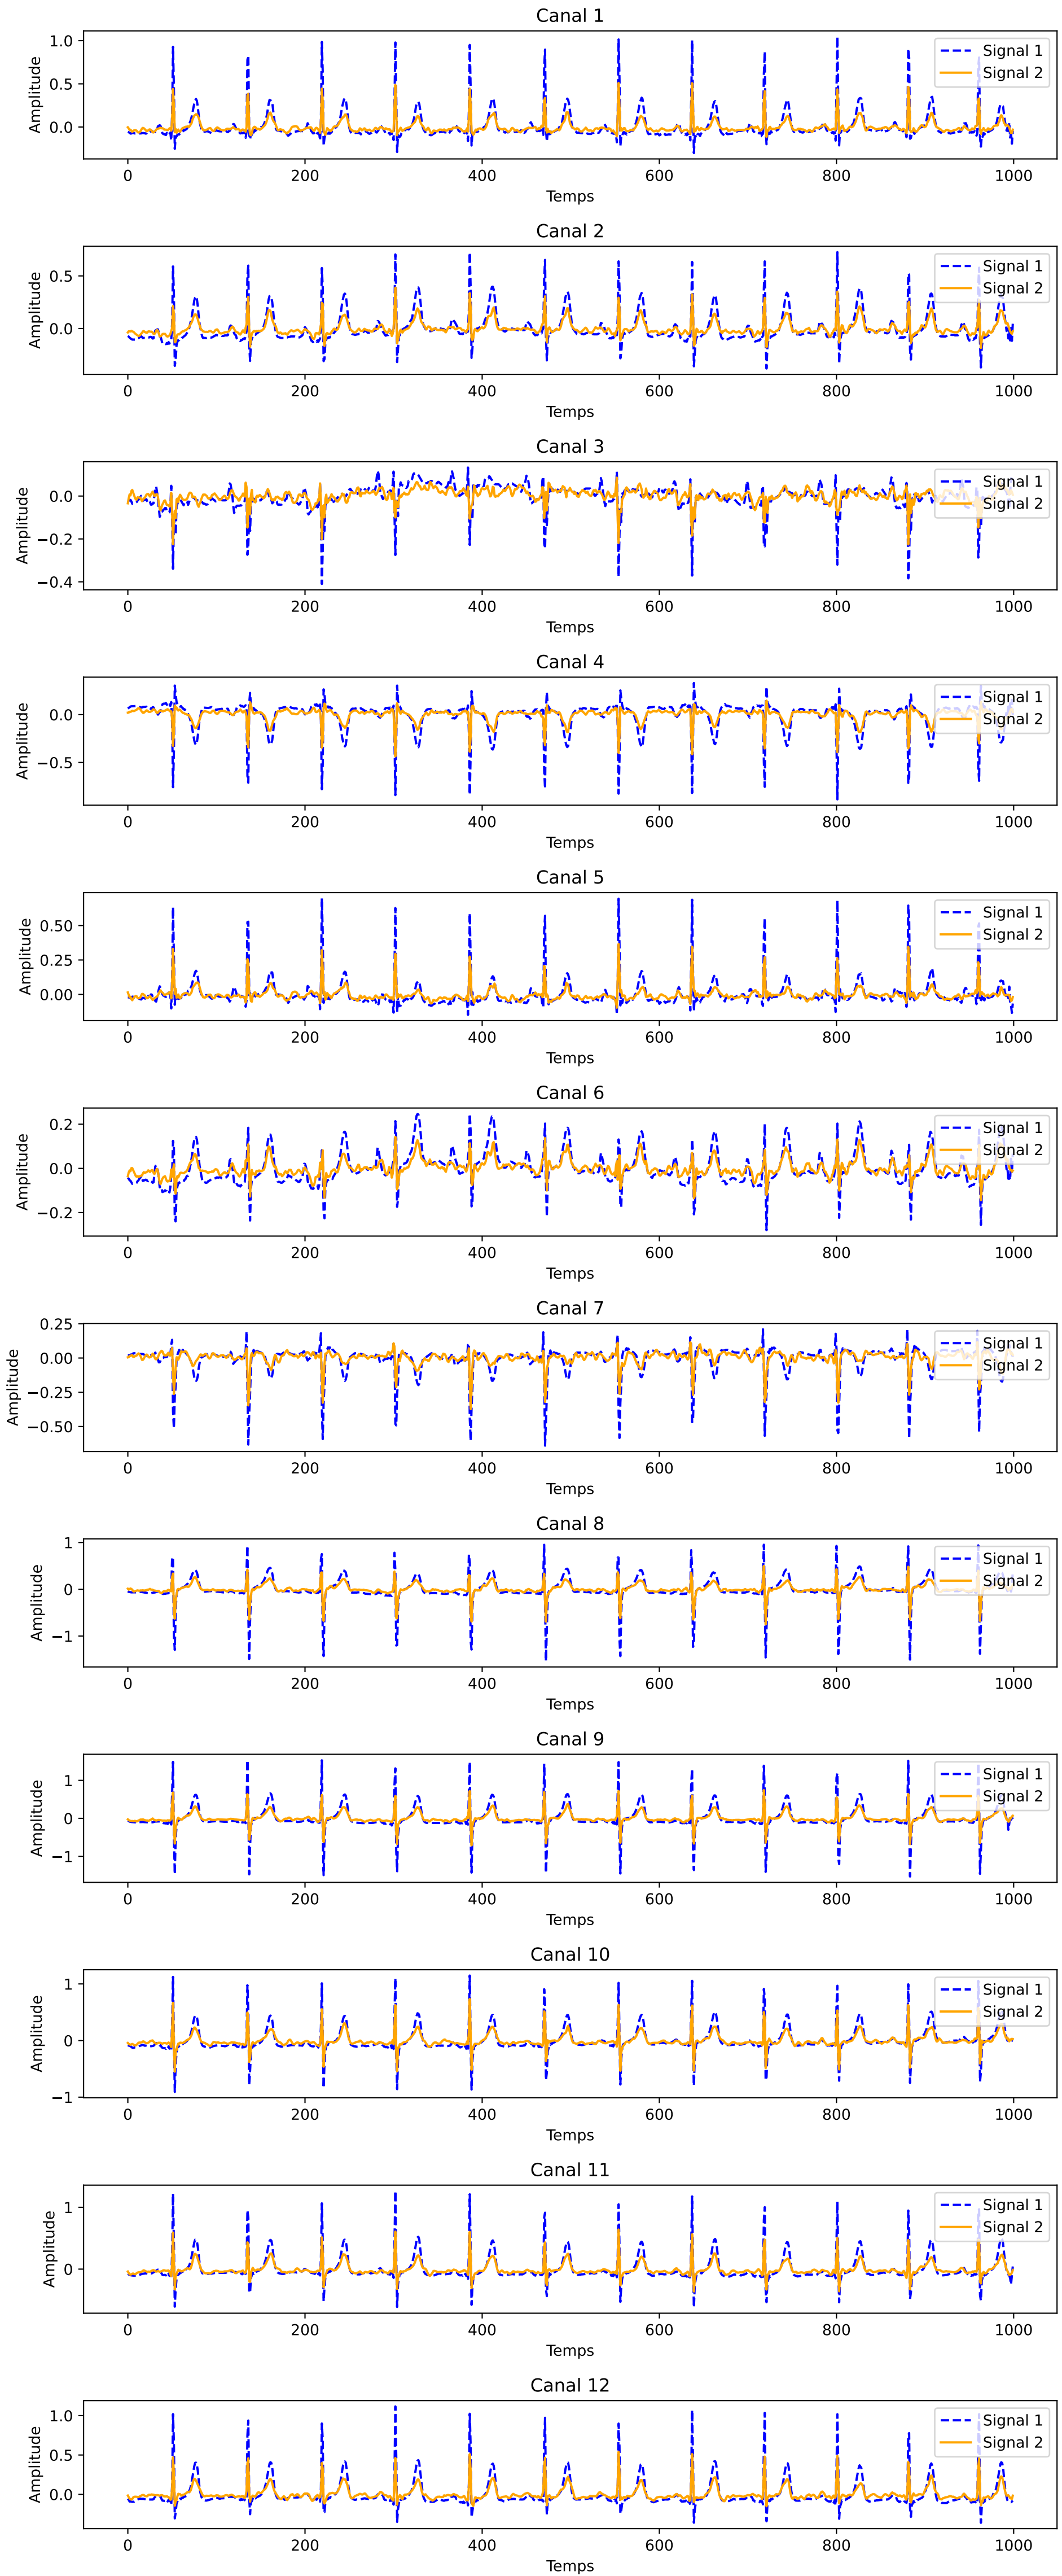 Canal 1
1.0
0.5
0.0
Amplitude
Signal 1
Signal 2
0 200 400 600 800 1000
Temps
Canal 2
0.5
0.0
Amplitude
Signal 1
Signal 2
0 200 400 600 800 1000
Temps
Canal 3
0.0
−0.2
−0.4
Amplitude
Signal 1
Signal 2
0 200 400 600 800 1000
Temps
Canal 4
0.0
−0.5
Amplitude
Signal 1
Signal 2
0 200 400 600 800 1000
Temps
Canal 5
0.50
0.25
0.00
Amplitude
Signal 1
Signal 2
0 200 400 600 800 1000
Temps
Canal 6
0.2
0.0
−0.2
Amplitude
Signal 1
Signal 2
0 200 400 600 800 1000
Temps
Canal 7
0.25
0.00
−0.25
−0.50
Amplitude
Signal 1
Signal 2
0 200 400 600 800 1000
Temps
Canal 8
1
0
−1
Amplitude
Signal 1
Signal 2
0 200 400 600 800 1000
Temps
Canal 9
1
0
−1
Amplitude
Signal 1
Signal 2
0 200 400 600 800 1000
Temps
Canal 10
1
0
−1
Amplitude
Signal 1
Signal 2
0 200 400 600 800 1000
Temps
Canal 11
1
0
Amplitude
Signal 1
Signal 2
0 200 400 600 800 1000
Temps
Canal 12
1.0
0.5
0.0
Amplitude
Signal 1
Signal 2
0 200 400 600 800 1000
Temps